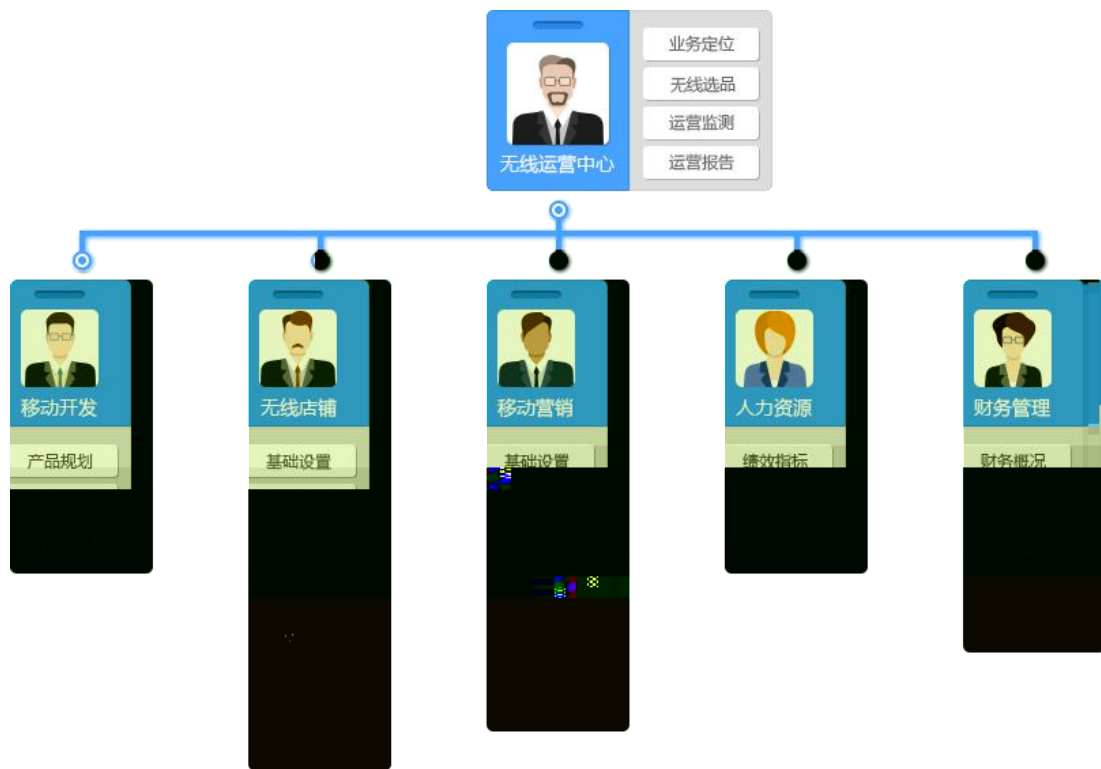 业务定位
无线选品
运营监测
运营报告
无线运营中心
移动开发
无线店铺
移动营销
人力资源
财务管理
产品规划
基础设置
基础设置
绩效指标
财务概况